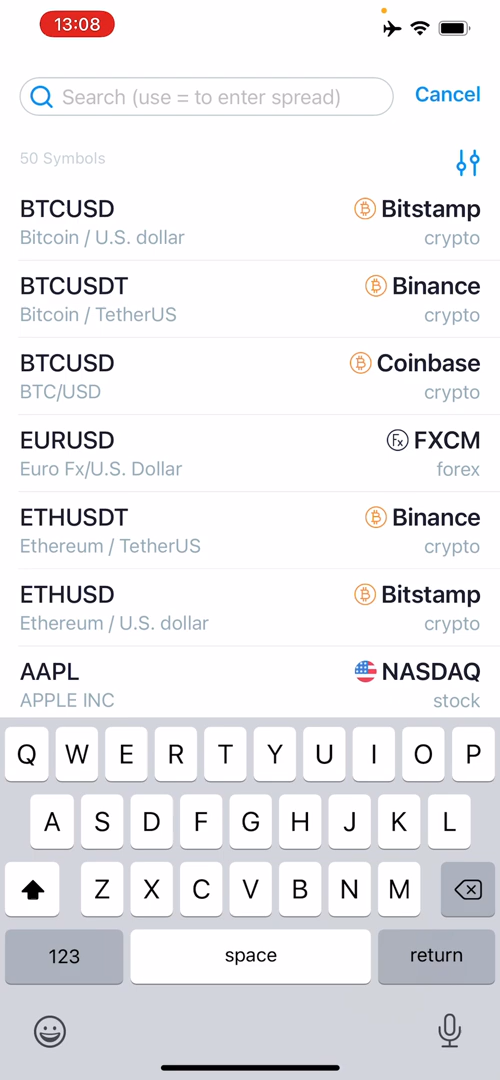 13:08
Search (use = to enter spread)
Cancel
50 Symbols
BTCUSD
Bitstamp
Bitcoin / U.S. dollar
crypto
BTCUSDT
Binance
Bitcoin / TetherUS
crypto
BTCUSD
Coinbase
BTC/USD
crypto
EURUSD
Fx FXCM
Euro Fx/U.S. Dollar
forex
ETHUSDT
Binance
Ethereum / TetherUS
crypto
ETHUSD
Bitstamp
Ethereum / U.S. dollar
crypto
AAPL
NASDAQ
APPLE INC
stock
Q W E R T Y U I O P
A S D F G H J K L
Z X C V B N M
123 space return